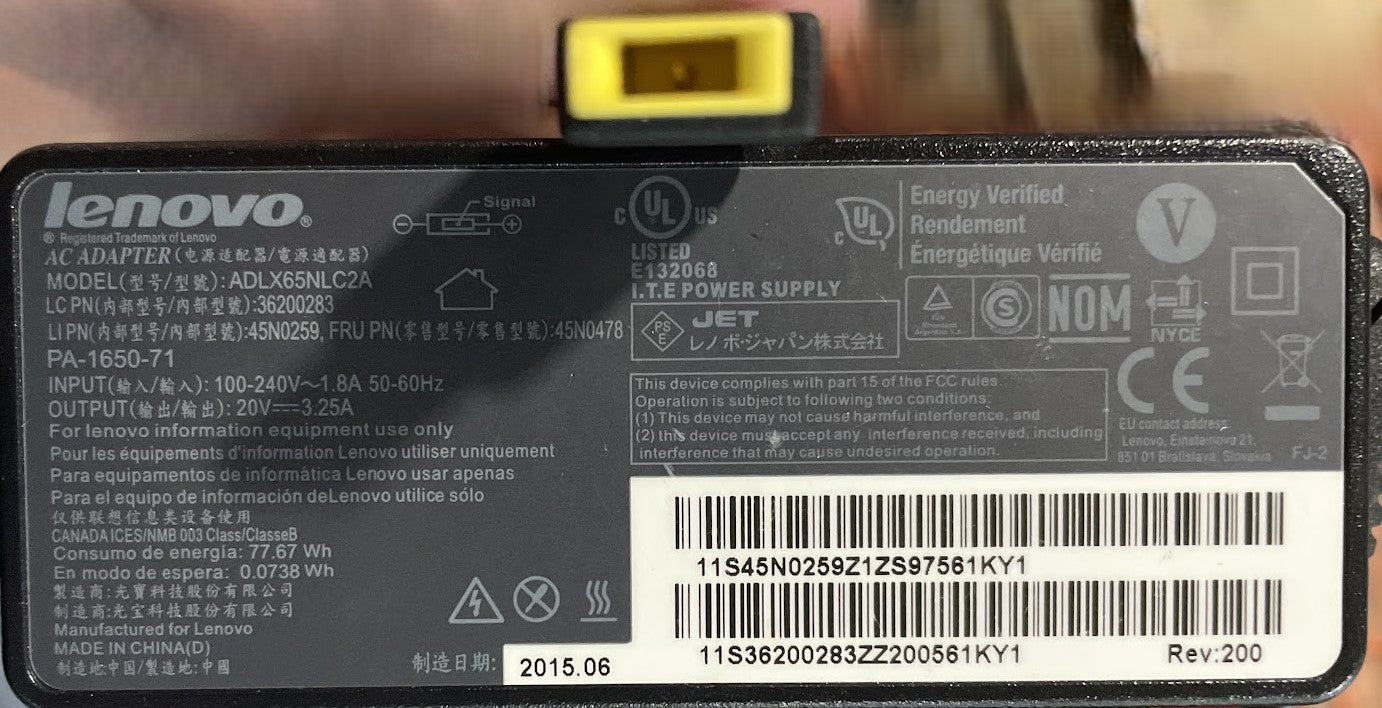 lenovo®
® Registered Trademark of Lenovo
AC ADAPTER(电源适配器/電源適配器)
MODEL(型号/型號):ADLX65NLC2A
LC PN(内部型号/內部型號):36200283
LI PN(内部型号/內部型號):45N0259, FRU PN(零售型号/零售型號):45N0478
PA-1650-71
INPUT(输入/輸入): 100-240V~1.8A 50-60Hz
OUTPUT(输出/輸出): 20V⎓3.25A
For lenovo information equipment use only
Pour les équipements d'information Lenovo utiliser uniquement
Para equipamentos de informática Lenovo usar apenas
Para el equipo de información deLenovo utilice sólo
仅供联想信息类设备使用
CANADA ICES/NMB 003 Class/ClasseB
Consumo de energía: 77.67 Wh
En modo de espera: 0.0738 Wh
製造商:光寶科技股份有限公司
制造商:光宝科技股份有限公司
Manufactured for Lenovo
MADE IN CHINA(D)
制造地:中国/製造地:中國
制造日期:
2015.06
Signal
C UL US
LISTED
E132068
I.T.E POWER SUPPLY
C UL
Energy Verified
Rendement
Énergétique Vérifié
V
PS
E
JET
レノボ・ジャパン株式会社
TÜV
Rheinland
Argentina S.A.
S
NOM
NYCE
This device complies with part 15 of the FCC rules.
Operation is subject to following two conditions:
(1) This device may not cause harmful interference, and
(2) this device must accept any interference received, including
interference that may cause undesired operation.
CE
EU contact address:
Lenovo, Einsteinova 21,
851 01 Bratislava, Slovakia
FJ-2
11S45N0259Z1ZS97561KY1
11S36200283ZZ200561KY1
Rev:200